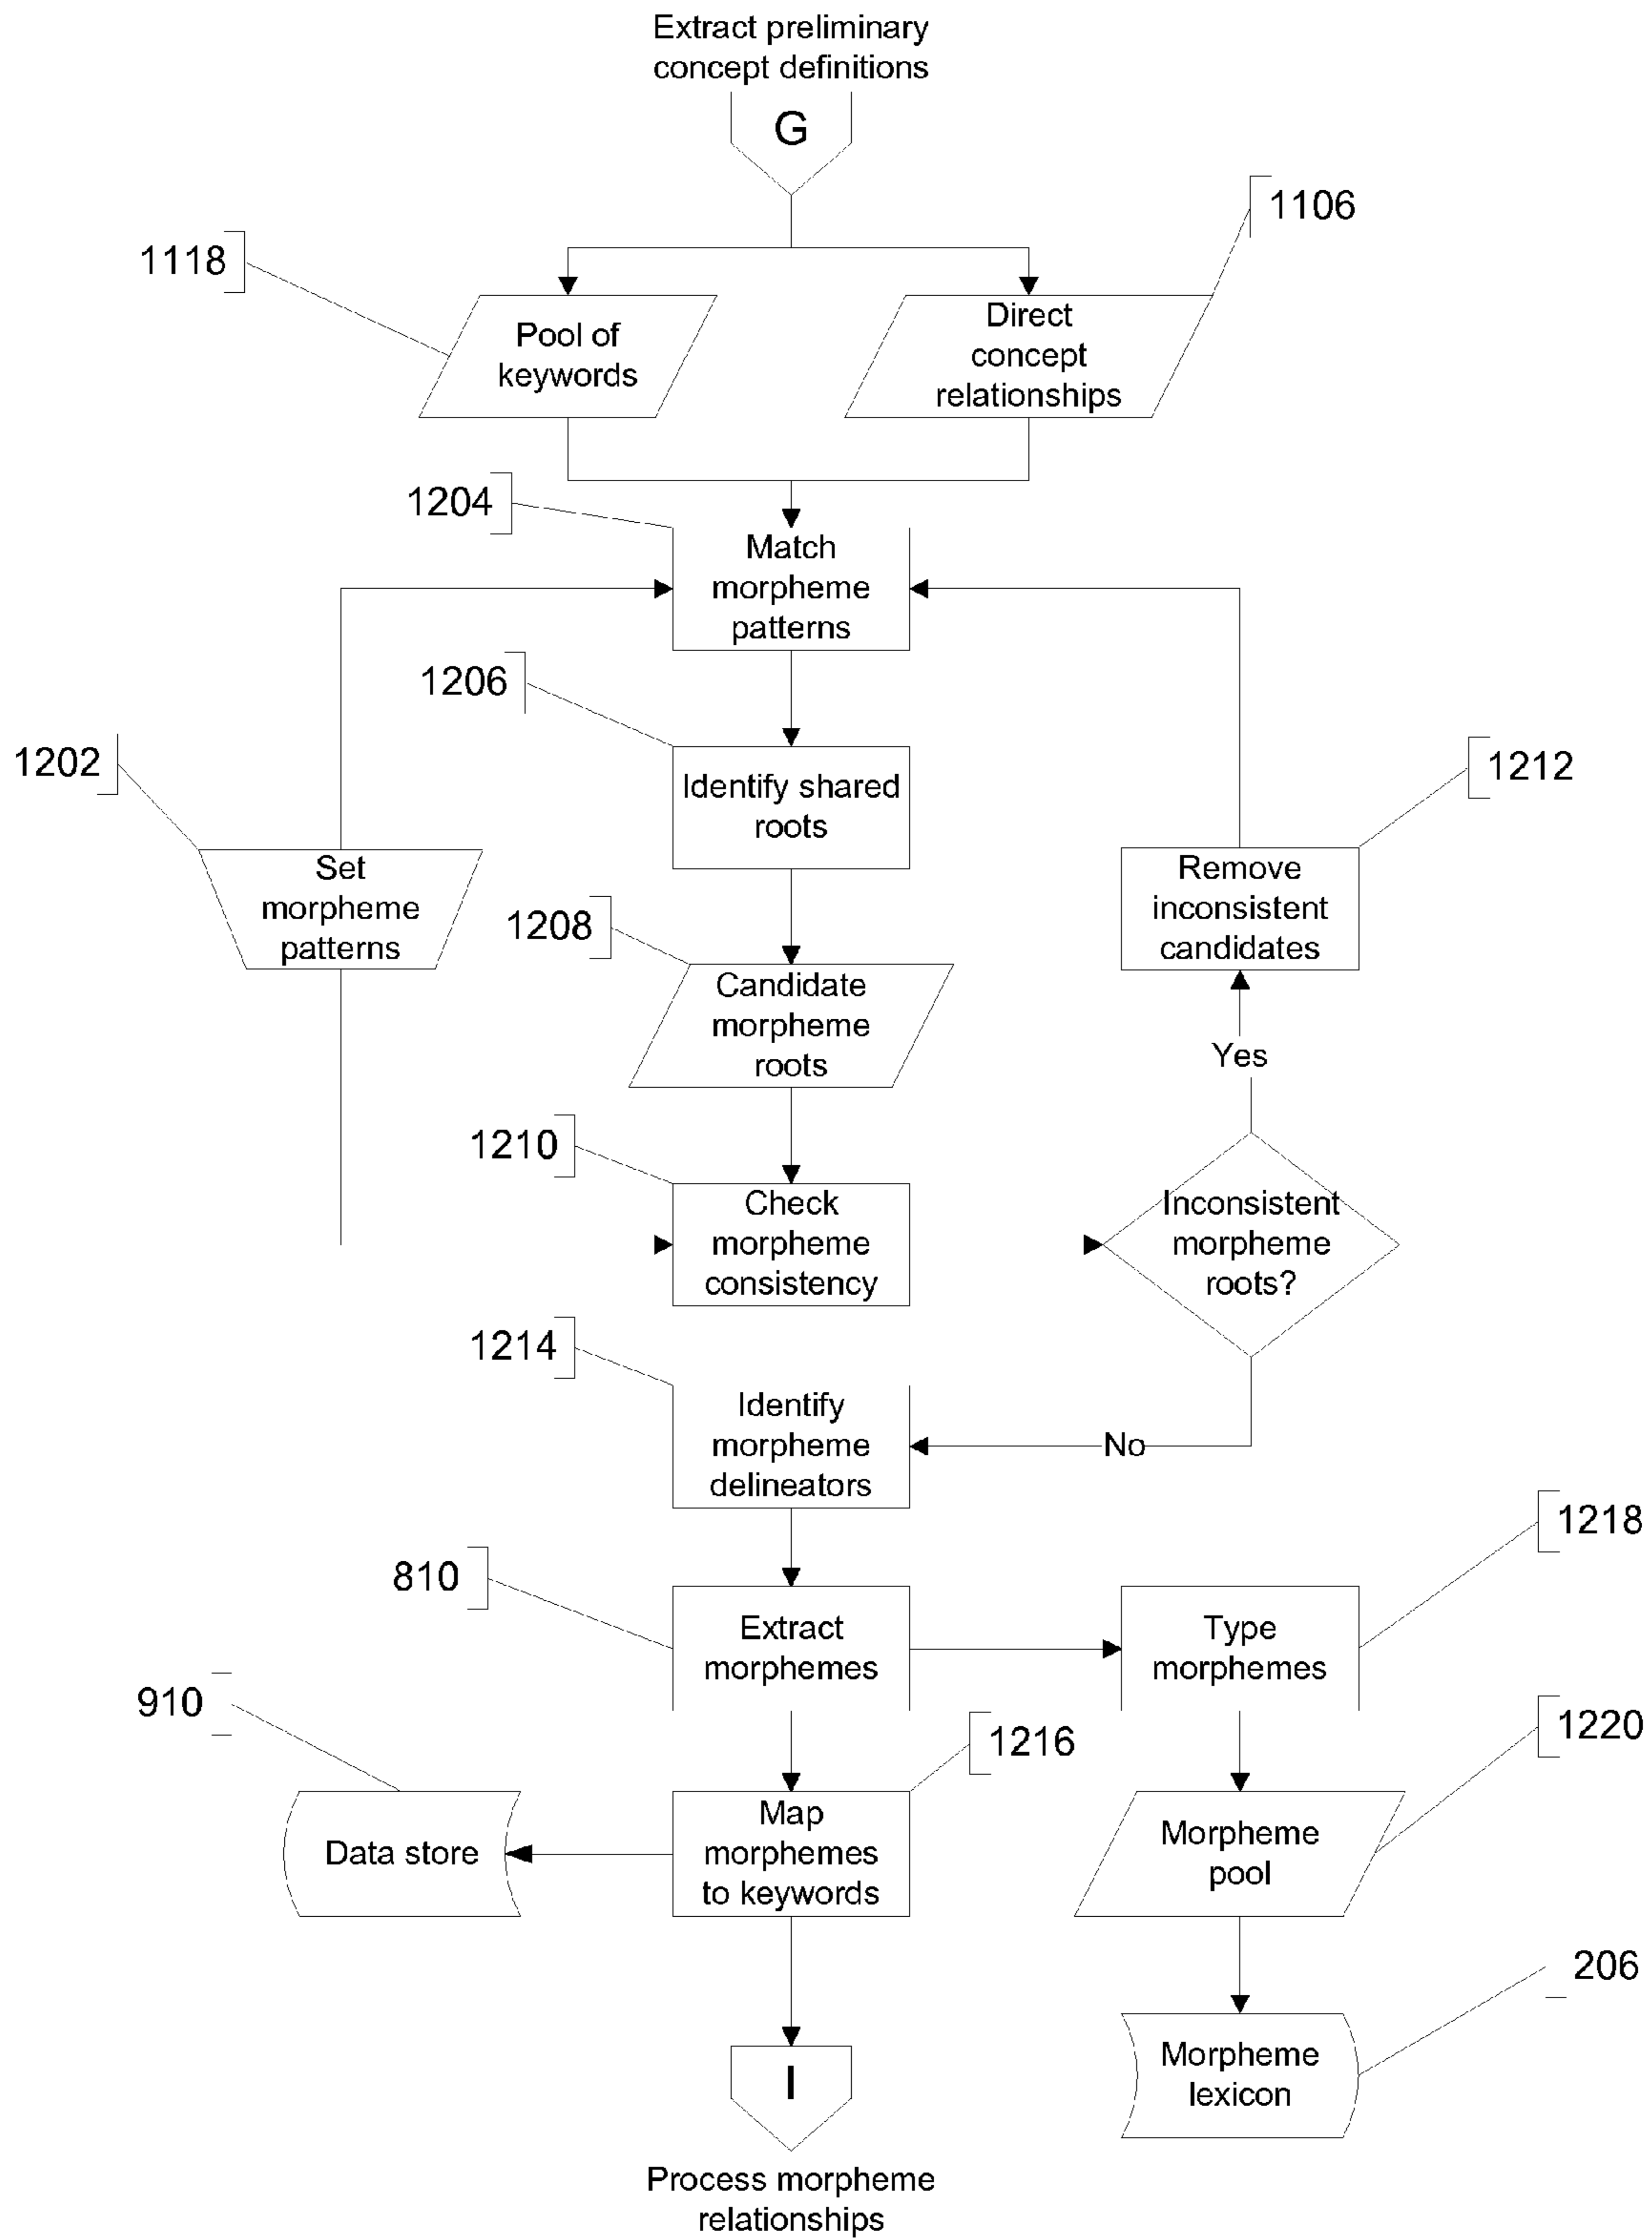 Extract preliminary
concept definitions
G
1106
1118
Pool of
keywords
Direct
concept
relationships
1204
Match
morpheme
patterns
1206
1202
Identify shared
roots
1212
Set
morpheme
patterns
1208
Remove
inconsistent
candidates
Candidate
morpheme
roots
Yes
1210
Check
morpheme
consistency
Inconsistent
morpheme
roots?
1214
Identify
morpheme
delineators
No
1218
810
Extract
morphemes
Type
morphemes
910
1216
1220
Data store
Map
morphemes
to keywords
Morpheme
pool
206
I
Morpheme
lexicon
Process morpheme
relationships